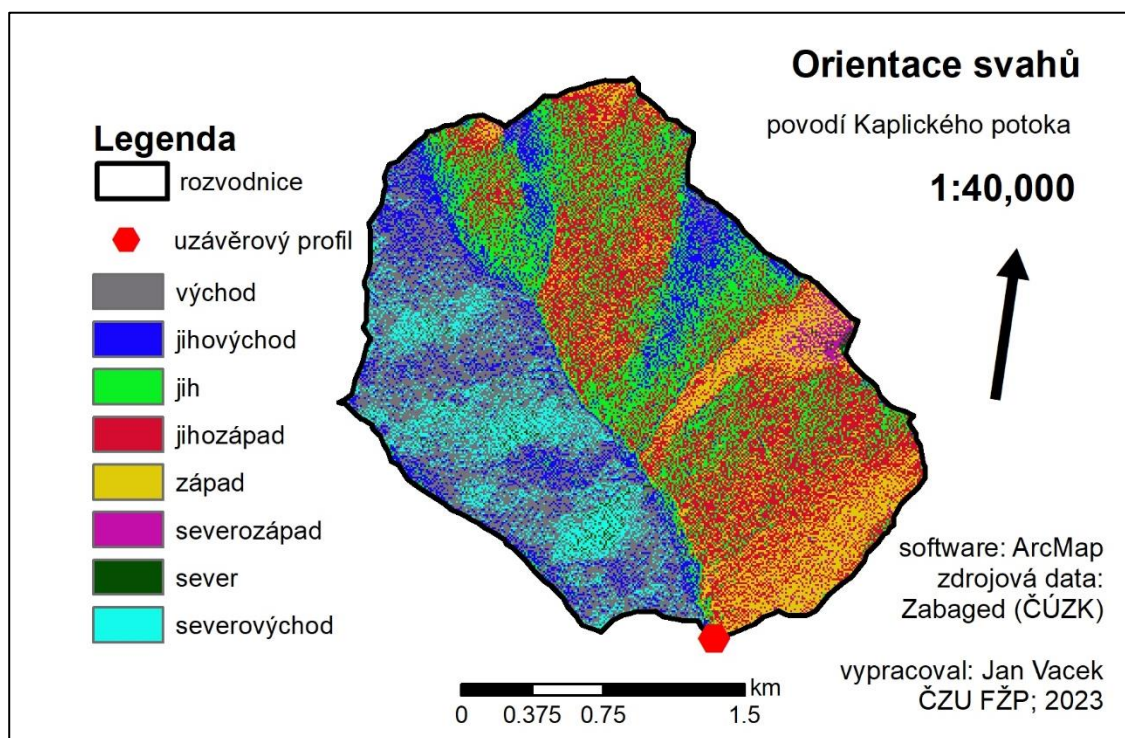 Orientace svahů
povodí Kaplického potoka
1:40,000
Legenda
rozvodnice
uzávěrový profil
východ
jihovýchod
jih
jihozápad
západ
severozápad
sever
severovýchod
software: ArcMap
zdrojová data:
Zabaged (ČÚZK)
vypracoval: Jan Vacek
ČZU FŽP; 2023
km
0 0.375 0.75 1.5